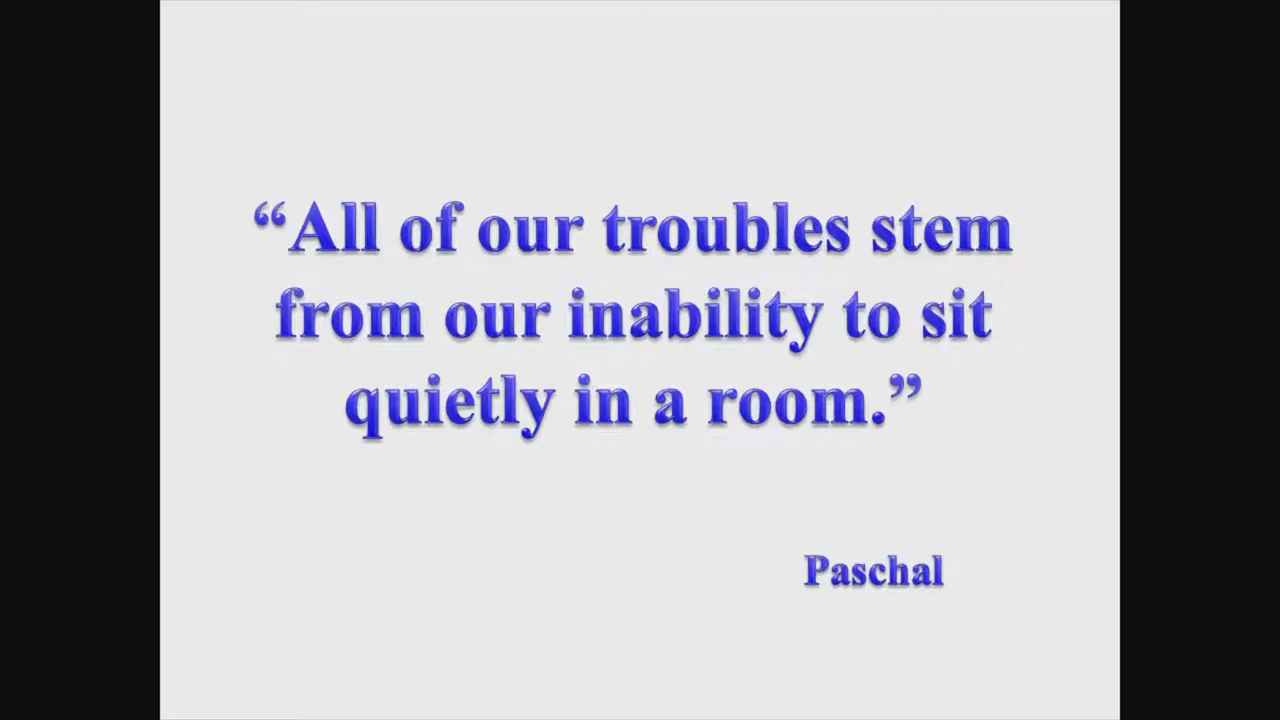 “All of our troubles stem
from our inability to sit
quietly in a room.”
Paschal